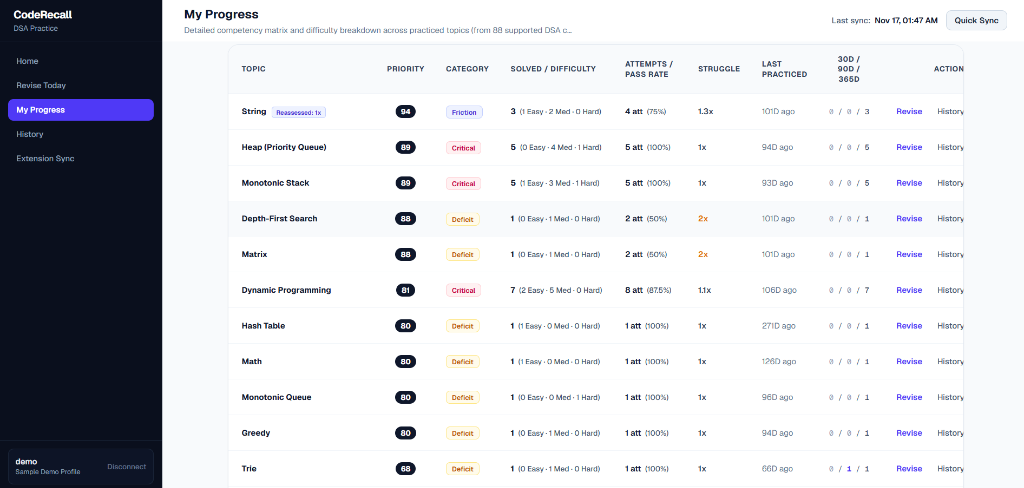 CodeRecall
DSA Practice
Home
Revise Today
My Progress
History
Extension Sync
demo
Sample Demo Profile
Disconnect
My Progress
Detailed competency matrix and difficulty breakdown across practiced topics (from 88 supported DSA c...
Last sync: Nov 17, 01:47 AM
Quick Sync
TOPIC PRIORITY CATEGORY SOLVED / DIFFICULTY ATTEMPTS / PASS RATE STRUGGLE LAST PRACTICED 30D / 90D / 365D ACTION
String Reassessed: 1x 94 Friction 3 (1 Easy · 2 Med · 0 Hard) 4 att (75%) 1.3x 101D ago 0 / 0 / 3 Revise History
Heap (Priority Queue) 89 Critical 5 (0 Easy · 4 Med · 1 Hard) 5 att (100%) 1x 94D ago 0 / 0 / 5 Revise History
Monotonic Stack 89 Critical 5 (1 Easy · 3 Med · 1 Hard) 5 att (100%) 1x 93D ago 0 / 0 / 5 Revise History
Depth-First Search 88 Deficit 1 (0 Easy · 1 Med · 0 Hard) 2 att (50%) 2x 101D ago 0 / 0 / 1 Revise History
Matrix 88 Deficit 1 (0 Easy · 1 Med · 0 Hard) 2 att (50%) 2x 101D ago 0 / 0 / 1 Revise History
Dynamic Programming 81 Critical 7 (2 Easy · 5 Med · 0 Hard) 8 att (87.5%) 1.1x 106D ago 0 / 0 / 7 Revise History
Hash Table 80 Deficit 1 (1 Easy · 0 Med · 0 Hard) 1 att (100%) 1x 271D ago 0 / 0 / 1 Revise History
Math 80 Deficit 1 (1 Easy · 0 Med · 0 Hard) 1 att (100%) 1x 126D ago 0 / 0 / 1 Revise History
Monotonic Queue 80 Deficit 1 (0 Easy · 0 Med · 1 Hard) 1 att (100%) 1x 96D ago 0 / 0 / 1 Revise History
Greedy 80 Deficit 1 (0 Easy · 1 Med · 0 Hard) 1 att (100%) 1x 94D ago 0 / 0 / 1 Revise History
Trie 68 Deficit 1 (0 Easy · 1 Med · 0 Hard) 1 att (100%) 1x 66D ago 0 / 1 / 1 Revise History